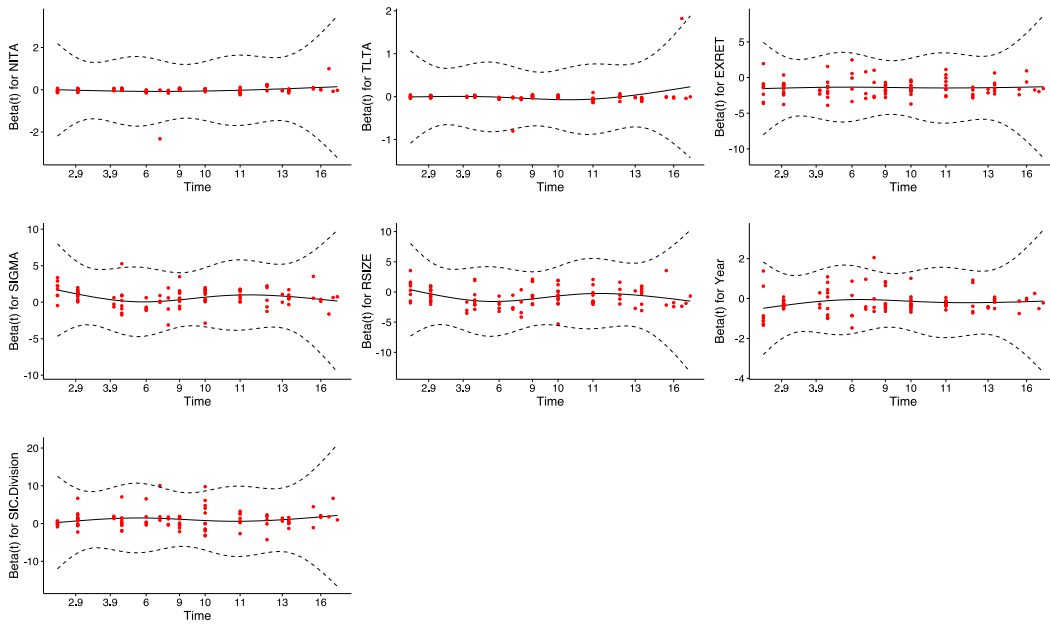 Beta(t) for NITA
2
0
-2
2.9 3.9 6 9 10 11 13 16
Time
Beta(t) for TLTA
2
1
0
-1
2.9 3.9 6 9 10 11 13 16
Time
Beta(t) for EXRET
5
0
-5
-10
2.9 3.9 6 9 10 11 13 16
Time
Beta(t) for SIGMA
10
5
0
-5
-10
2.9 3.9 6 9 10 11 13 16
Time
Beta(t) for RSIZE
10
5
0
-5
-10
2.9 3.9 6 9 10 11 13 16
Time
Beta(t) for Year
2
0
-2
-4
2.9 3.9 6 9 10 11 13 16
Time
Beta(t) for SIC.Division
20
10
0
-10
2.9 3.9 6 9 10 11 13 16
Time